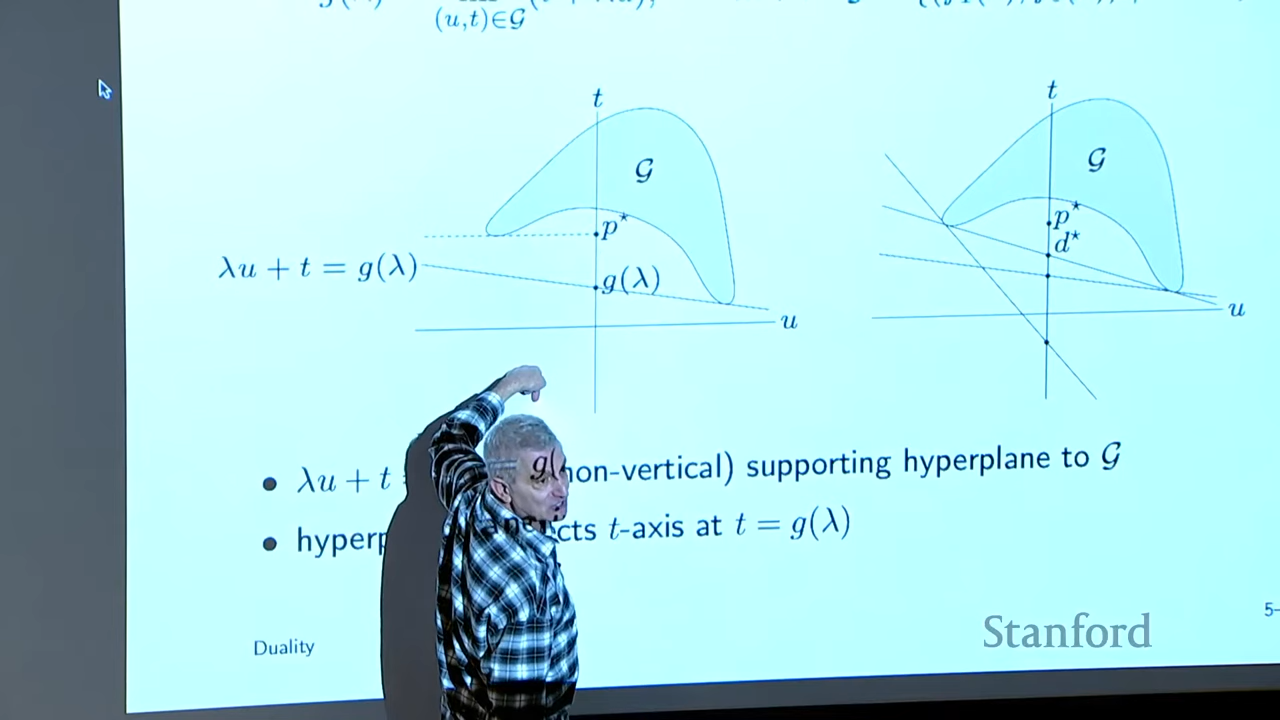 (u,t)∈𝒢
t
𝒢
p⋆
λu + t = g(λ)
g(λ)
u
t
𝒢
p⋆
d⋆
u
• λu + t = g( non-vertical) supporting hyperplane to 𝒢
• hyperp cts t-axis at t = g(λ)
Duality
Stanford
5-